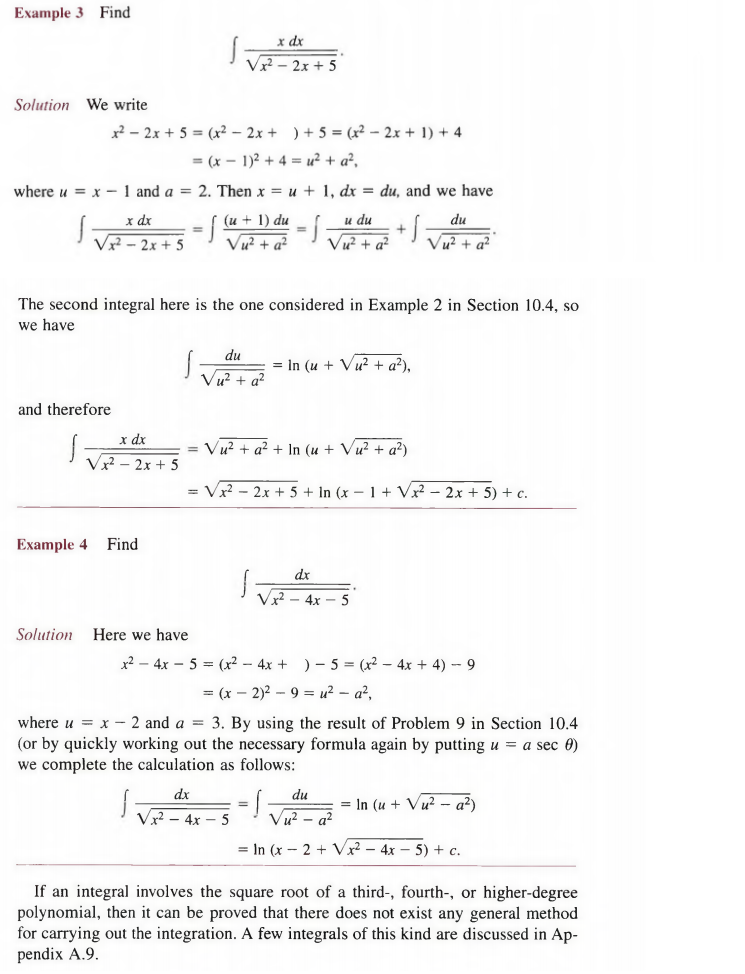 Example 3 Find
∫ x dx / √(x² − 2x + 5).
Solution We write
x² − 2x + 5 = (x² − 2x + ) + 5 = (x² − 2x + 1) + 4
= (x − 1)² + 4 = u² + a²,
where u = x − 1 and a = 2. Then x = u + 1, dx = du, and we have
∫ x dx / √(x² − 2x + 5) = ∫ (u + 1) du / √(u² + a²) = ∫ u du / √(u² + a²) + ∫ du / √(u² + a²).
The second integral here is the one considered in Example 2 in Section 10.4, so
we have
∫ du / √(u² + a²) = ln (u + √(u² + a²)),
and therefore
∫ x dx / √(x² − 2x + 5) = √(u² + a²) + ln (u + √(u² + a²))
= √(x² − 2x + 5) + ln (x − 1 + √(x² − 2x + 5)) + c.
Example 4 Find
∫ dx / √(x² − 4x − 5).
Solution Here we have
x² − 4x − 5 = (x² − 4x + ) − 5 = (x² − 4x + 4) − 9
= (x − 2)² − 9 = u² − a²,
where u = x − 2 and a = 3. By using the result of Problem 9 in Section 10.4
(or by quickly working out the necessary formula again by putting u = a sec θ)
we complete the calculation as follows:
∫ dx / √(x² − 4x − 5) = ∫ du / √(u² − a²) = ln (u + √(u² − a²))
= ln (x − 2 + √(x² − 4x − 5)) + c.
If an integral involves the square root of a third-, fourth-, or higher-degree
polynomial, then it can be proved that there does not exist any general method
for carrying out the integration. A few integrals of this kind are discussed in Ap-
pendix A.9.